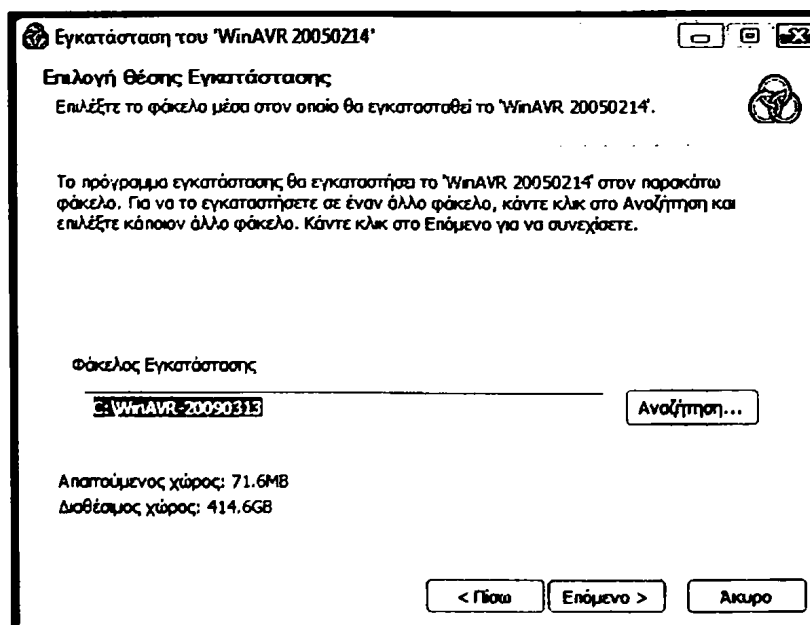 Εγκατάσταση του 'WinAVR 20050214'
Επιλογή Θέσης Εγκατάστασης
Επιλέξτε το φάκελο μέσα στον οποίο θα εγκατασταθεί το 'WinAVR 20050214'.
Το πρόγραμμα εγκατάστασης θα εγκαταστήσει το 'WinAVR 20050214' στον παρακάτω
φάκελο. Για να το εγκαταστήσετε σε έναν άλλο φάκελο, κάντε κλικ στο Αναζήτηση και
επιλέξτε κάποιον άλλο φάκελο. Κάντε κλικ στο Επόμενο για να συνεχίσετε.
Φάκελος Εγκατάστασης
C:\WinAVR-20090313
Αναζήτηση...
Απαιτούμενος χώρος: 71.6MB
Διαθέσιμος χώρος: 414.6GB
< Πίσω
Επόμενο >
Άκυρο